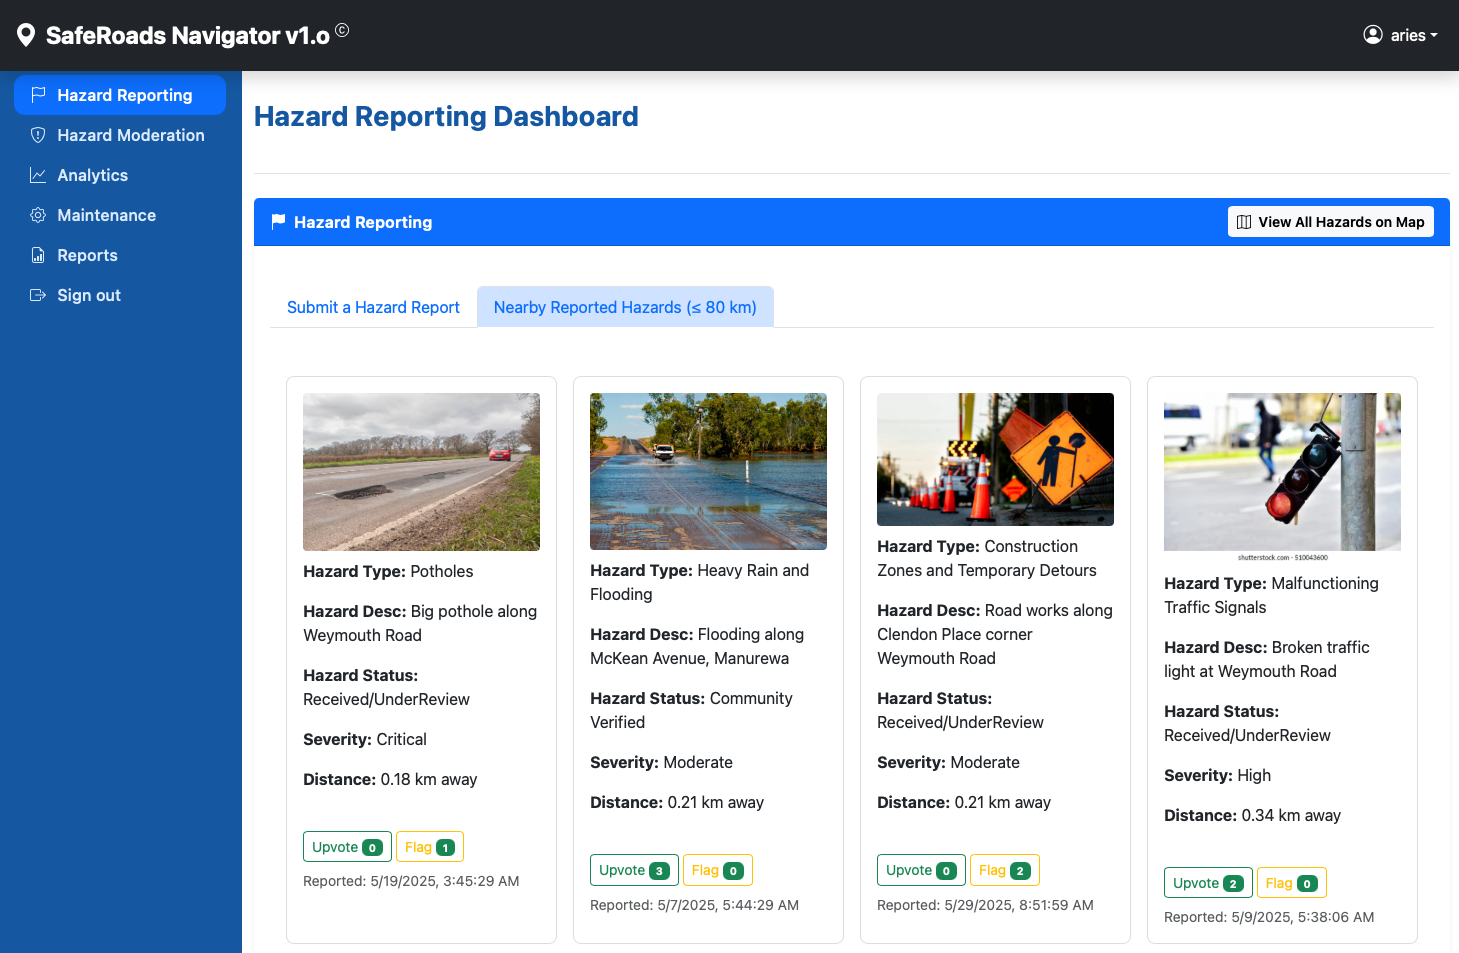 SafeRoads Navigator v1.o ©
aries
Hazard Reporting
Hazard Moderation
Analytics
Maintenance
Reports
Sign out
Hazard Reporting Dashboard
Hazard Reporting
View All Hazards on Map
Submit a Hazard Report
Nearby Reported Hazards (≤ 80 km)
Hazard Type: Potholes
Hazard Desc: Big pothole along
Weymouth Road
Hazard Status:
Received/UnderReview
Severity: Critical
Distance: 0.18 km away
Upvote 0
Flag 1
Reported: 5/19/2025, 3:45:29 AM
Hazard Type: Heavy Rain and
Flooding
Hazard Desc: Flooding along
McKean Avenue, Manurewa
Hazard Status: Community
Verified
Severity: Moderate
Distance: 0.21 km away
Upvote 3
Flag 0
Reported: 5/7/2025, 5:44:29 AM
Hazard Type: Construction
Zones and Temporary Detours
Hazard Desc: Road works along
Clendon Place corner
Weymouth Road
Hazard Status:
Received/UnderReview
Severity: Moderate
Distance: 0.21 km away
Upvote 0
Flag 2
Reported: 5/29/2025, 8:51:59 AM
shutterstock.com · 510043600
Hazard Type: Malfunctioning
Traffic Signals
Hazard Desc: Broken traffic
light at Weymouth Road
Hazard Status:
Received/UnderReview
Severity: High
Distance: 0.34 km away
Upvote 2
Flag 0
Reported: 5/9/2025, 5:38:06 AM